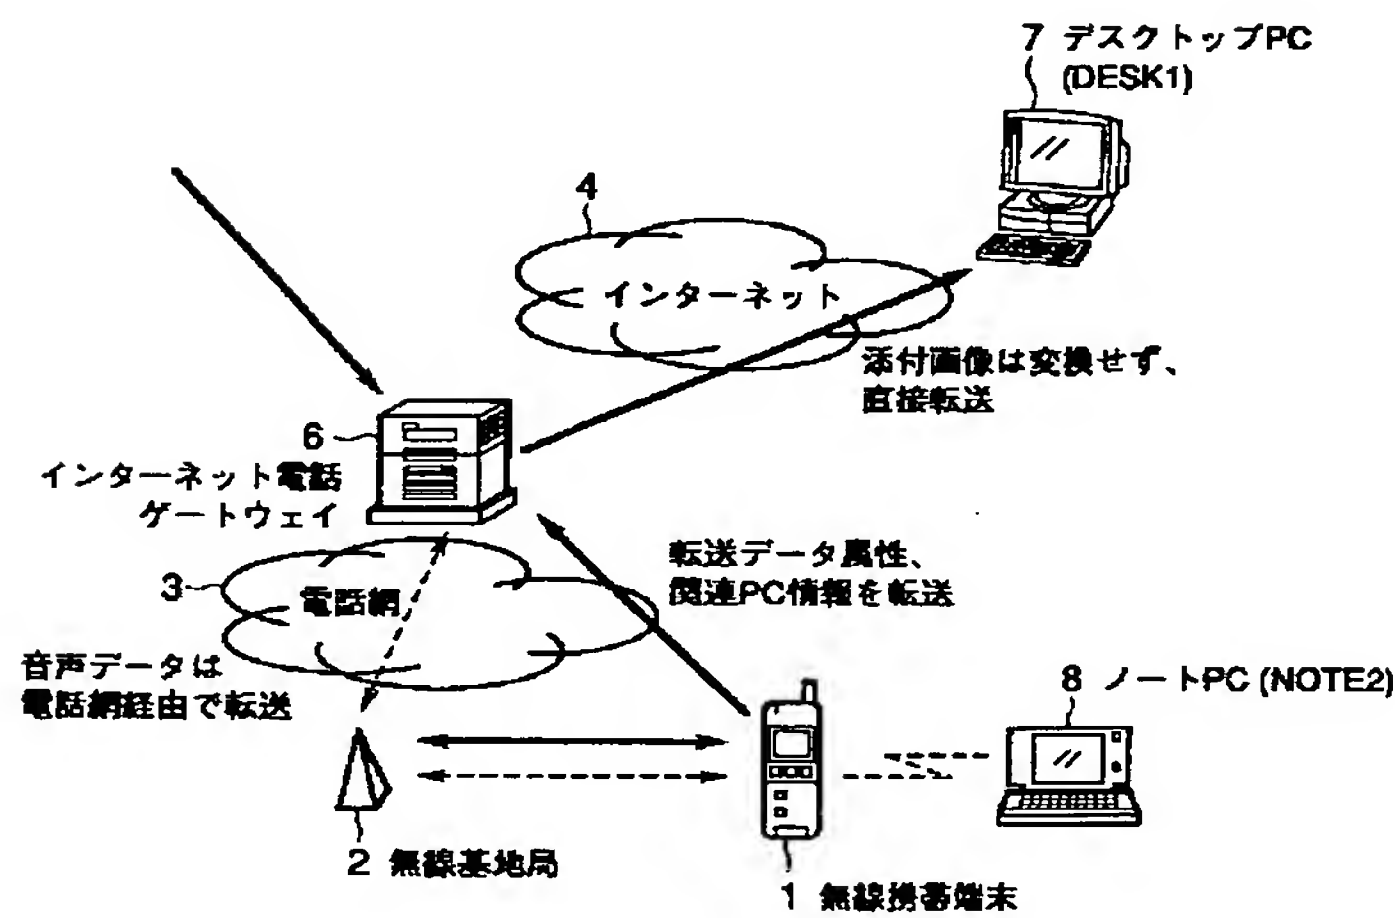 7 デスクトップPC
(DESK1)
4
インターネット
添付画像は変換せず、
直接転送
6
インターネット電話
ゲートウェイ
転送データ属性、
関連PC情報を転送
3
電話網
音声データは
電話網経由で転送
8 ノートPC (NOTE2)
2 無線基地局
1 無線携帯端末